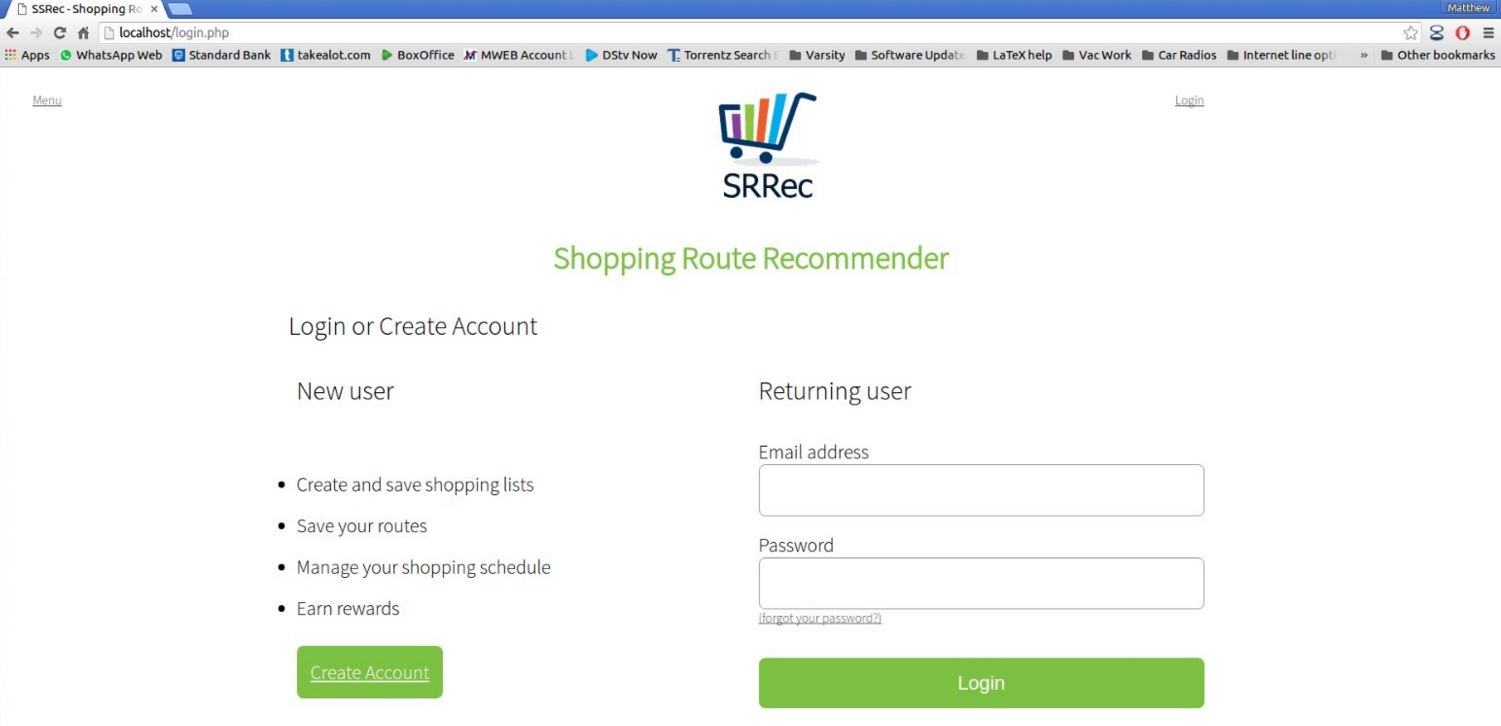 SSRec - Shopping Ro
Matthew
localhost/login.php
Apps WhatsApp Web Standard Bank takealot.com BoxOffice MWEB Account DStv Now Torrentz Search Varsity Software Update LaTeX help Vac Work Car Radios Internet line opti » Other bookmarks
Menu
Login
SRRec
Shopping Route Recommender
Login or Create Account
New user
• Create and save shopping lists
• Save your routes
• Manage your shopping schedule
• Earn rewards
Create Account
Returning user
Email address
Password
(forgot your password?)
Login